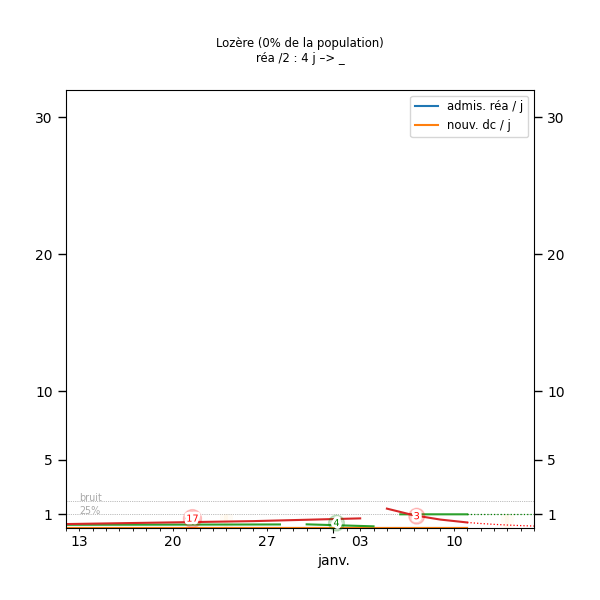 Lozère (0% de la population)
réa /2 : 4 j –> _
admis. réa / j
nouv. dc / j
30 30
20 20
10 10
5 5
bruit
25%
1 1
17 4 3
13 20 27 - 03 10
janv.